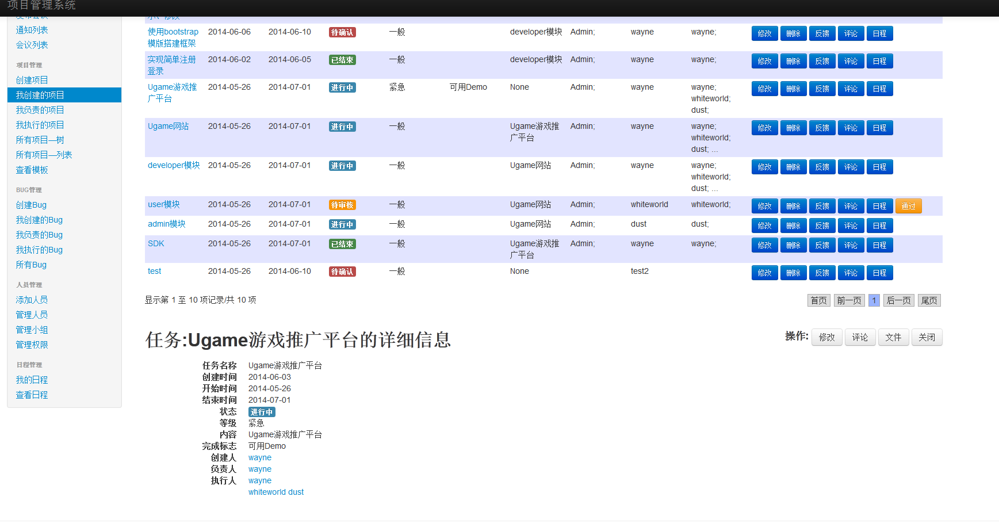 项目管理系统
通知列表
会议列表
项目管理
创建项目
我创建的项目
我负责的项目
我执行的项目
所有项目—树
所有项目—列表
查看模板
BUG管理
创建Bug
我创建的Bug
我负责的Bug
我执行的Bug
所有Bug
人员管理
添加人员
管理人员
管理小组
管理权限
日程管理
我的日程
查看日程
使用bootstrap 2014-06-06 2014-06-10 待确认 一般 developer模块 Admin; wayne wayne; 修改 删除 反馈 评论 日程
模版搭建框架
实现简单注册 2014-06-02 2014-06-05 已结束 一般 developer模块 Admin; wayne wayne; 修改 删除 反馈 评论 日程
登录
Ugame游戏推 2014-05-26 2014-07-01 进行中 紧急 可用Demo None Admin; wayne wayne; 修改 删除 反馈 评论 日程
广平台 whiteworld;
dust;
Ugame网站 2014-05-26 2014-07-01 进行中 一般 Ugame游戏推 Admin; wayne wayne; 修改 删除 反馈 评论 日程
广平台 whiteworld;
dust; ...
developer模块 2014-05-26 2014-07-01 进行中 一般 Ugame网站 Admin; wayne wayne; 修改 删除 反馈 评论 日程
whiteworld;
dust; ...
user模块 2014-05-26 2014-07-01 待审核 一般 Ugame网站 Admin; whiteworld whiteworld; 修改 删除 反馈 评论 日程 通过
admin模块 2014-05-26 2014-07-01 进行中 一般 Ugame网站 Admin; dust dust; 修改 删除 反馈 评论 日程
SDK 2014-05-26 2014-07-01 已结束 一般 Ugame游戏推 Admin; wayne wayne; 修改 删除 反馈 评论 日程
广平台
test 2014-05-26 2014-06-10 待确认 一般 None test2 修改 删除 反馈 评论 日程
显示第 1 至 10 项记录/共 10 项 首页 前一页 1 后一页 尾页
任务:Ugame游戏推广平台的详细信息 操作: 修改 评论 文件 关闭
任务名称 Ugame游戏推广平台
创建时间 2014-06-03
开始时间 2014-05-26
结束时间 2014-07-01
状态 进行中
等级 紧急
内容 Ugame游戏推广平台
完成标志 可用Demo
创建人 wayne
负责人 wayne
执行人 wayne
whiteworld dust